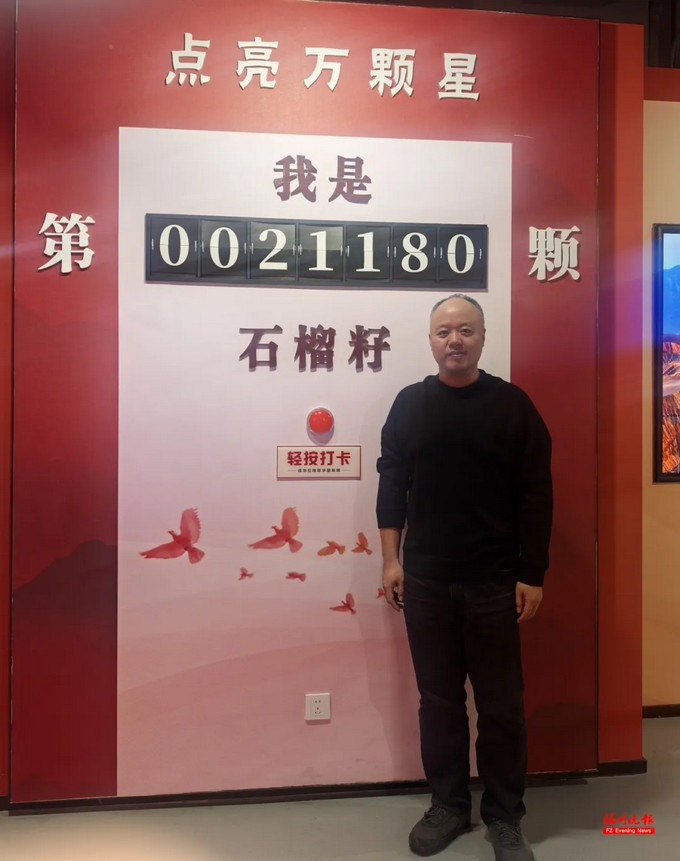 点亮万颗星
我是
第 0021180 颗
石榴籽
轻按打卡
福州晚报
FZ Evening News